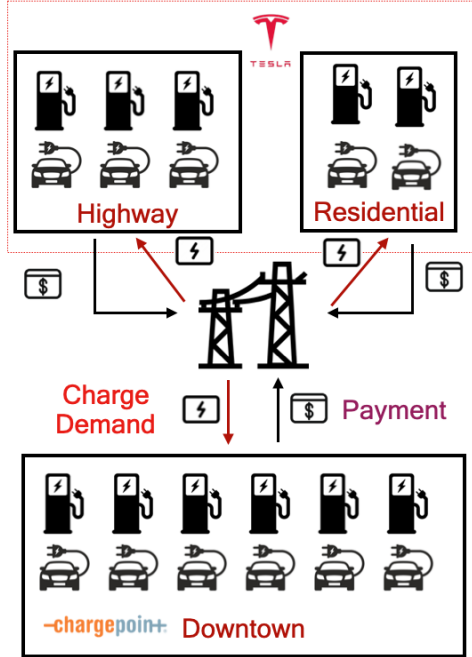 TESLA
Highway
Residential
$
$
Charge
Demand
$
Payment
-chargepoin+.
Downtown